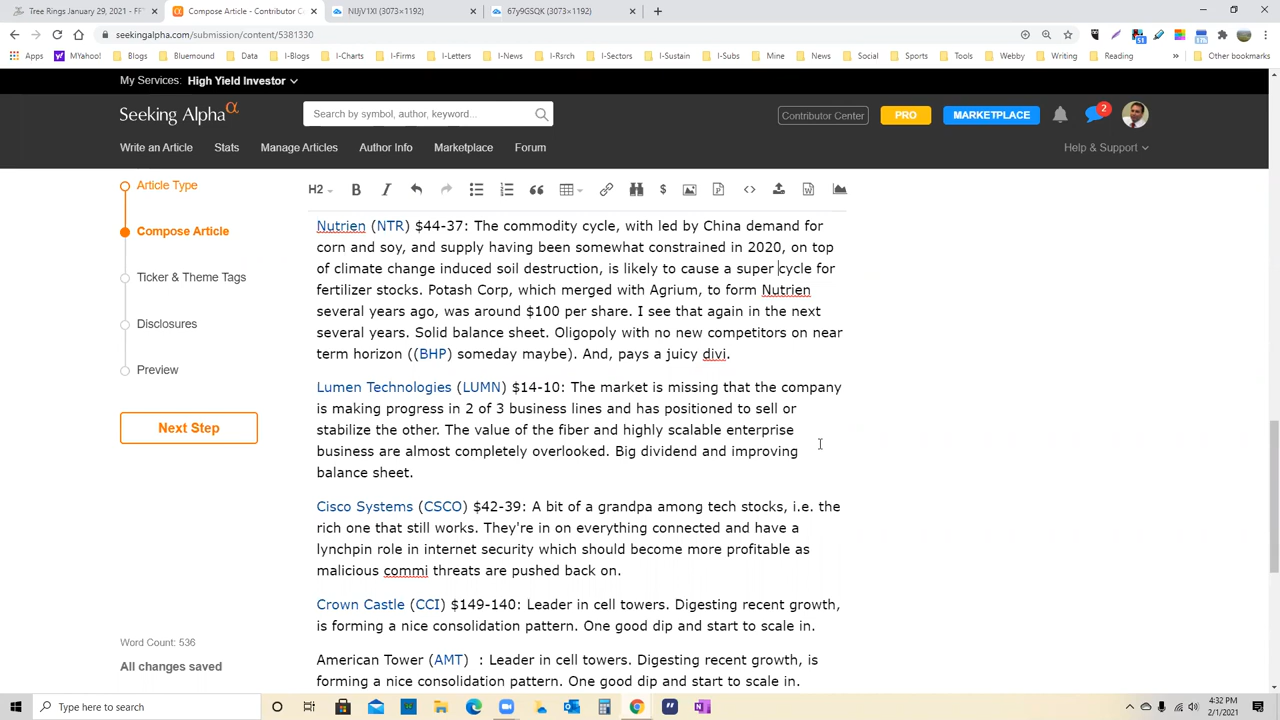 Tree Rings January 29, 2021 - FF
Compose Article - Contributor C
NIJjV1XI (3073×1192)
67y9GSQK (3073×1192)
seekingalpha.com/submission/content/5381330
Apps
MYahoo!
Blogs
Bluemound
Data
I-Blogs
I-Charts
I-Firms
I-Letters
I-News
I-Rsrch
I-Sectors
I-Sustain
I-Subs
Mine
News
Social
Sports
Tools
Webby
Writing
Reading
»
Other bookmarks
My Services: High Yield Investor
Seeking Alpha α
Search by symbol, author, keyword...
Contributor Center
PRO
MARKETPLACE
2
Write an Article
Stats
Manage Articles
Author Info
Marketplace
Forum
Help & Support
Article Type
Compose Article
Ticker & Theme Tags
Disclosures
Preview
Next Step
Word Count: 536
All changes saved
H2 B I
Nutrien (NTR) $44-37: The commodity cycle, with led by China demand for
corn and soy, and supply having been somewhat constrained in 2020, on top
of climate change induced soil destruction, is likely to cause a super cycle for
fertilizer stocks. Potash Corp, which merged with Agrium, to form Nutrien
several years ago, was around $100 per share. I see that again in the next
several years. Solid balance sheet. Oligopoly with no new competitors on near
term horizon ((BHP) someday maybe). And, pays a juicy divi.
Lumen Technologies (LUMN) $14-10: The market is missing that the company
is making progress in 2 of 3 business lines and has positioned to sell or
stabilize the other. The value of the fiber and highly scalable enterprise
business are almost completely overlooked. Big dividend and improving
balance sheet.
Cisco Systems (CSCO) $42-39: A bit of a grandpa among tech stocks, i.e. the
rich one that still works. They're in on everything connected and have a
lynchpin role in internet security which should become more profitable as
malicious commi threats are pushed back on.
Crown Castle (CCI) $149-140: Leader in cell towers. Digesting recent growth,
is forming a nice consolidation pattern. One good dip and start to scale in.
American Tower (AMT) : Leader in cell towers. Digesting recent growth, is
forming a nice consolidation pattern. One good dip and start to scale in.
Type here to search
4:32 PM
2/1/2021